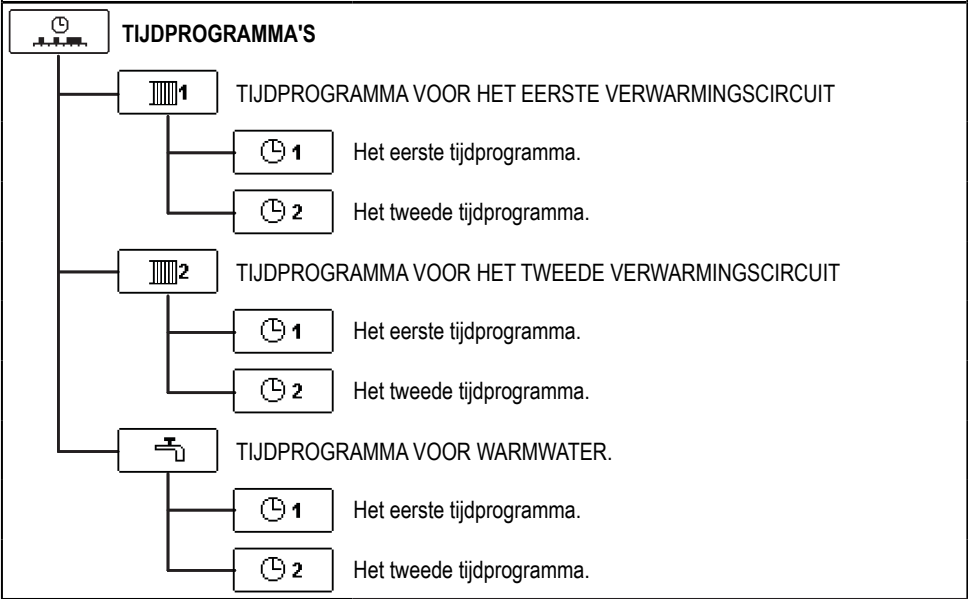 TIJDPROGRAMMA'S
1 TIJDPROGRAMMA VOOR HET EERSTE VERWARMINGSCIRCUIT
1 Het eerste tijdprogramma.
2 Het tweede tijdprogramma.
2 TIJDPROGRAMMA VOOR HET TWEEDE VERWARMINGSCIRCUIT
1 Het eerste tijdprogramma.
2 Het tweede tijdprogramma.
TIJDPROGRAMMA VOOR WARMWATER.
1 Het eerste tijdprogramma.
2 Het tweede tijdprogramma.